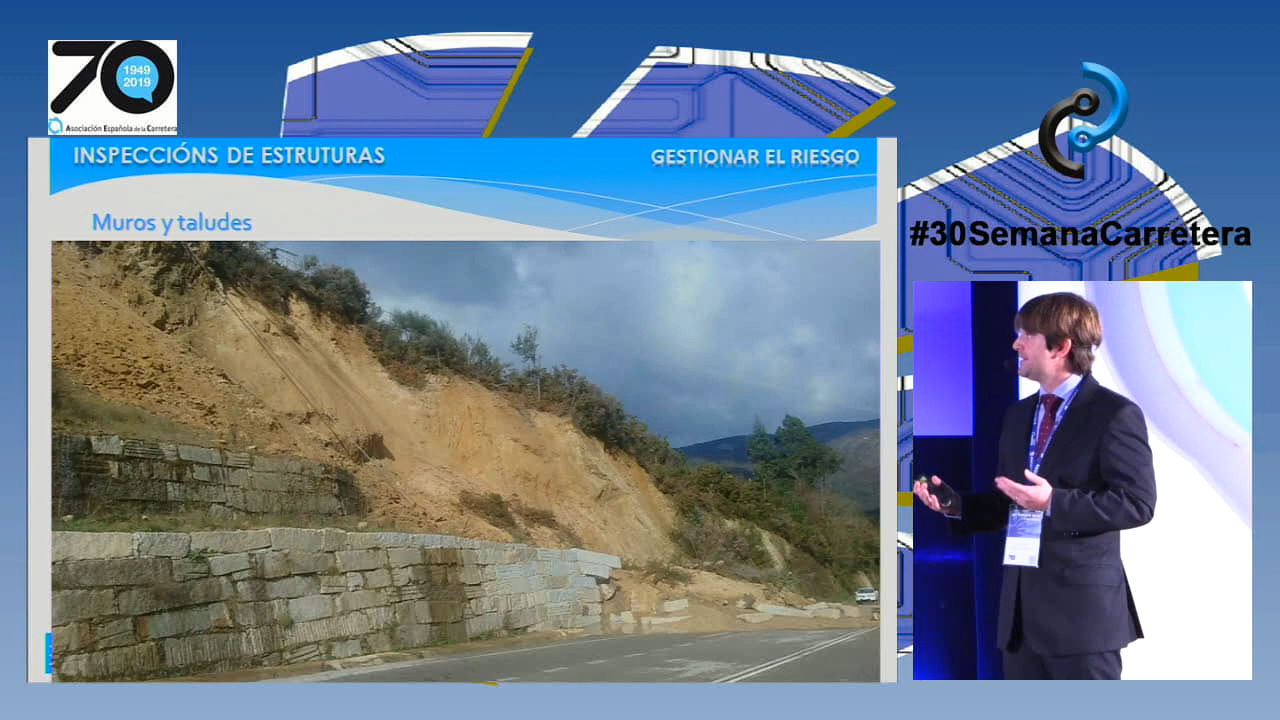 70
1949
2019
Asociación Española de la Carretera
INSPECCIÓNS DE ESTRUTURAS
GESTIONAR EL RIESGO
Muros y taludes
#30SemanaCarretera